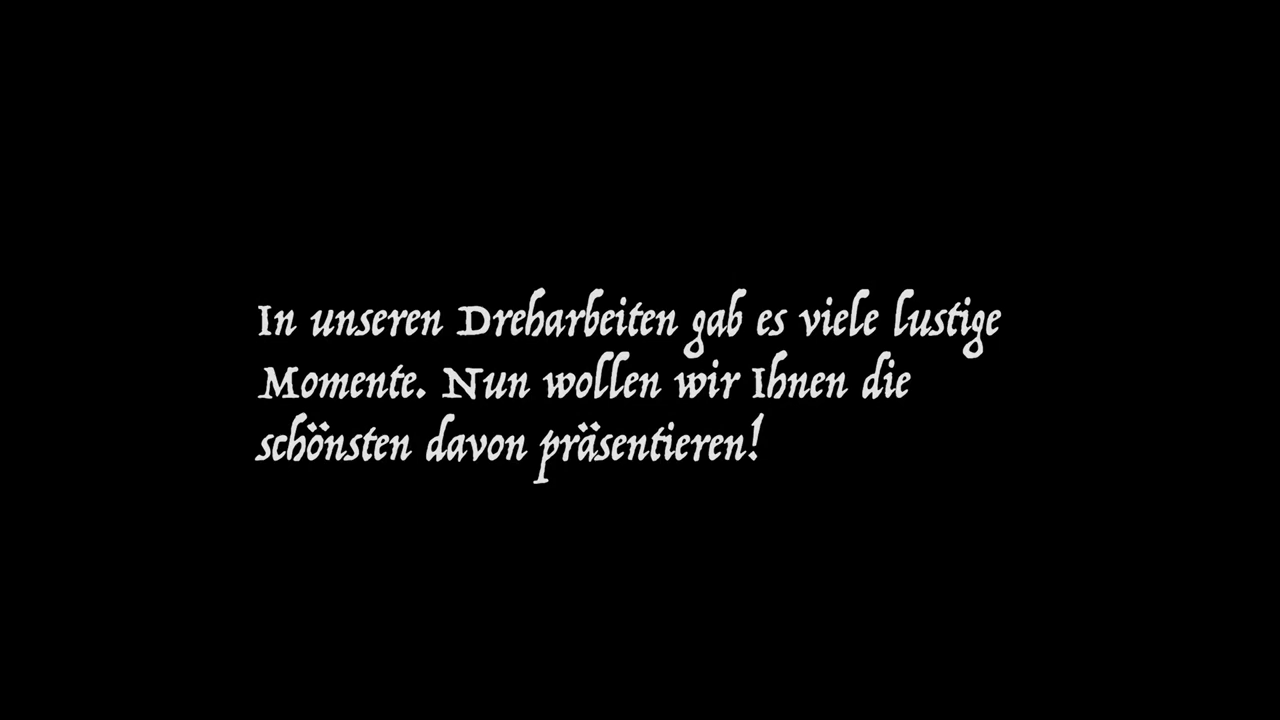 In unseren Dreharbeiten gab es viele lustige
Momente. Nun wollen wir Ihnen die
schönsten davon präsentieren!